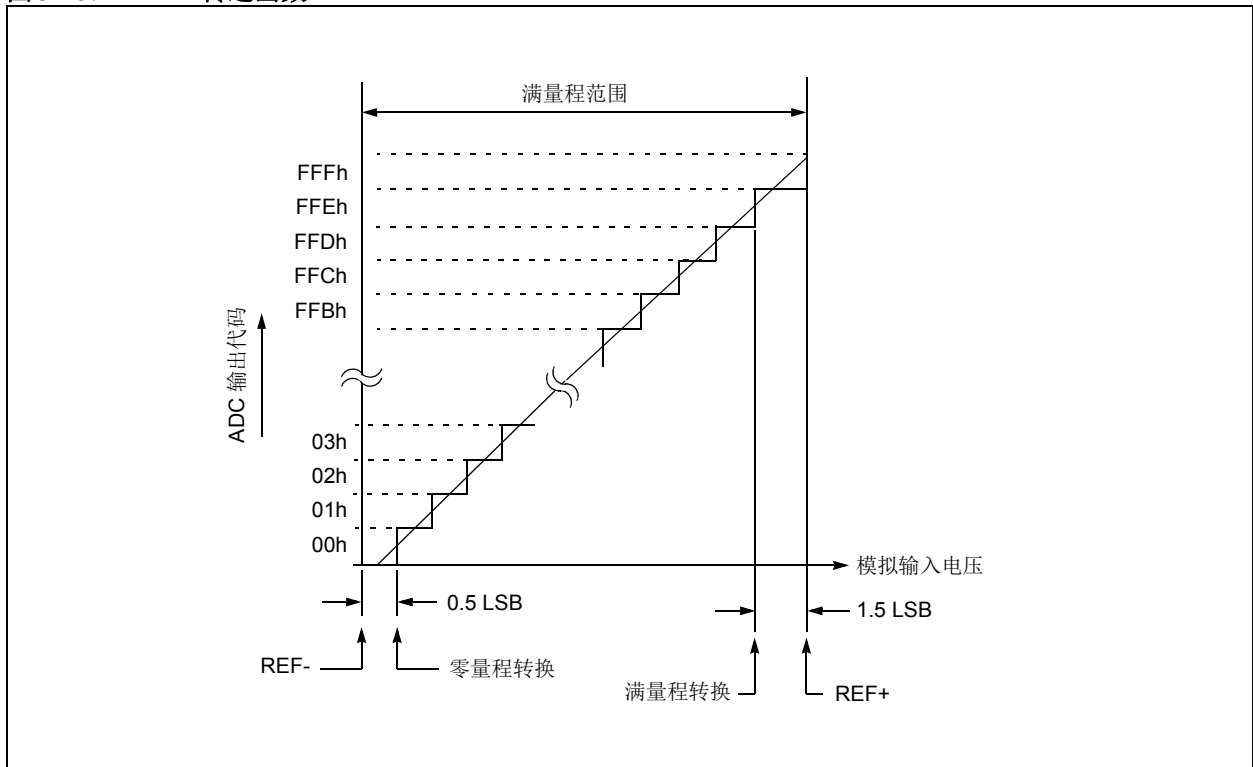 满量程范围
FFFh
FFEh
FFDh
FFCh
FFBh
ADC 输出代码
03h
02h
01h
00h
模拟输入电压
0.5 LSB
1.5 LSB
REF-
零量程转换
满量程转换
REF+